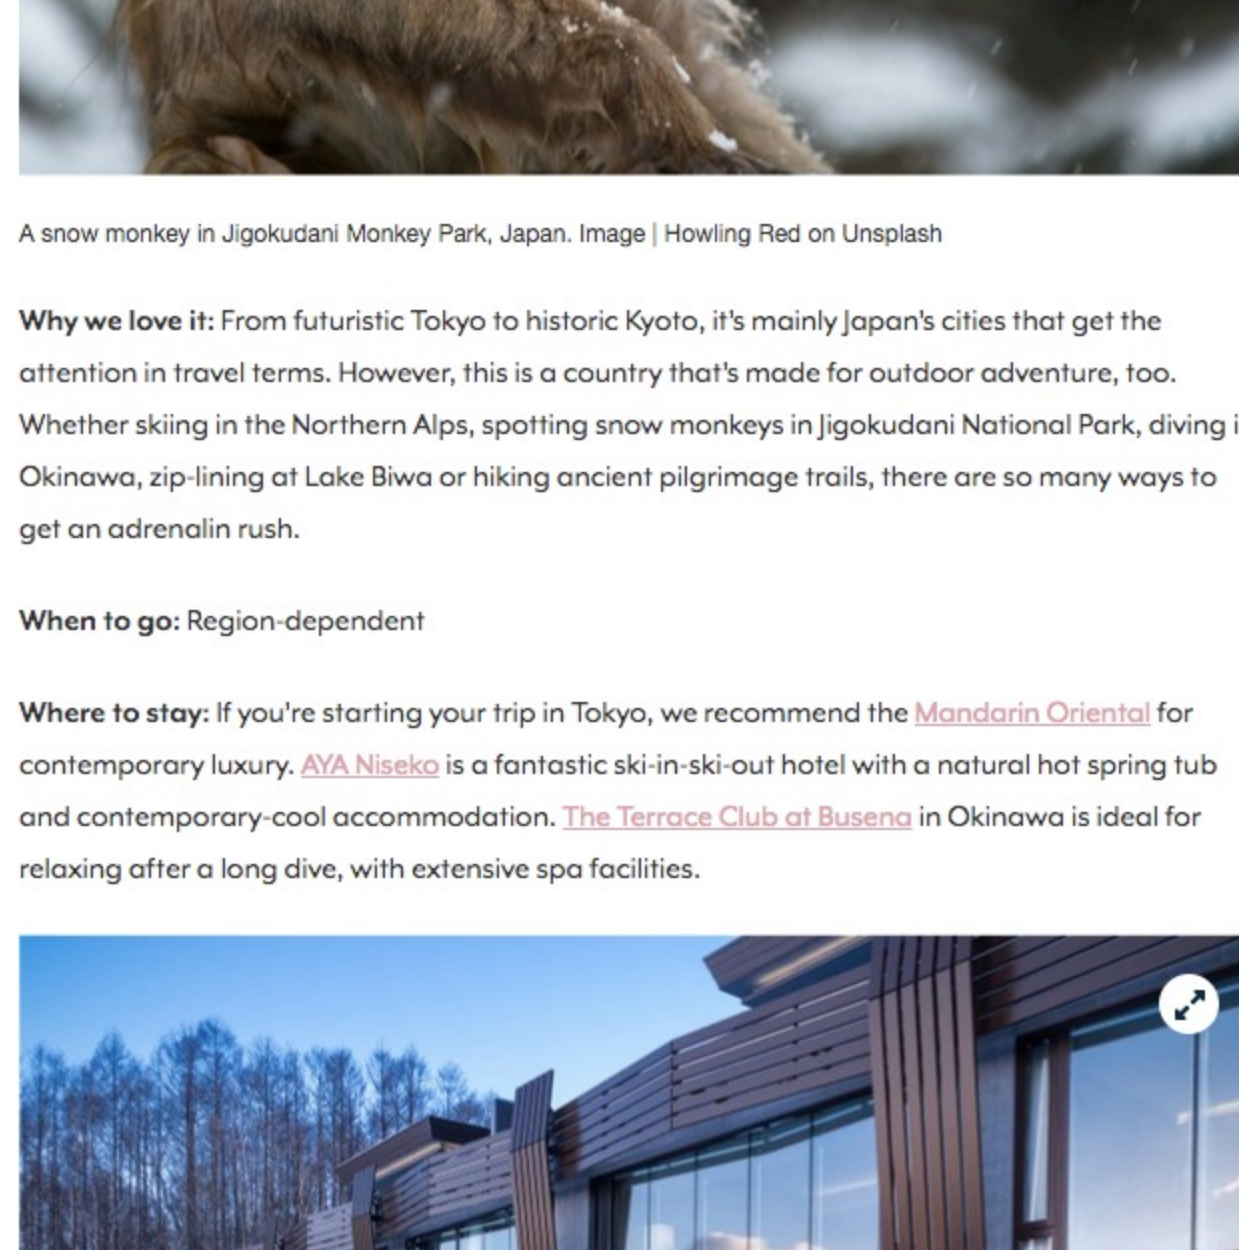 A snow monkey in Jigokudani Monkey Park, Japan. Image | Howling Red on Unsplash
Why we love it: From futuristic Tokyo to historic Kyoto, it's mainly Japan's cities that get the
attention in travel terms. However, this is a country that's made for outdoor adventure, too.
Whether skiing in the Northern Alps, spotting snow monkeys in Jigokudani National Park, diving i
Okinawa, zip-lining at Lake Biwa or hiking ancient pilgrimage trails, there are so many ways to
get an adrenalin rush.
When to go: Region-dependent
Where to stay: If you're starting your trip in Tokyo, we recommend the Mandarin Oriental for
contemporary luxury. AYA Niseko is a fantastic ski-in-ski-out hotel with a natural hot spring tub
and contemporary-cool accommodation. The Terrace Club at Busena in Okinawa is ideal for
relaxing after a long dive, with extensive spa facilities.